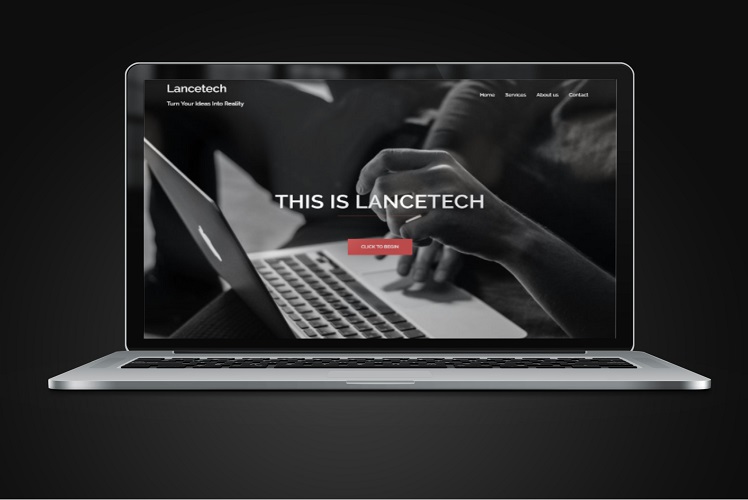 Lancetech
Turn Your Ideas Into Reality
Home Services About us Contact
THIS IS LANCETECH
CLICK TO BEGIN